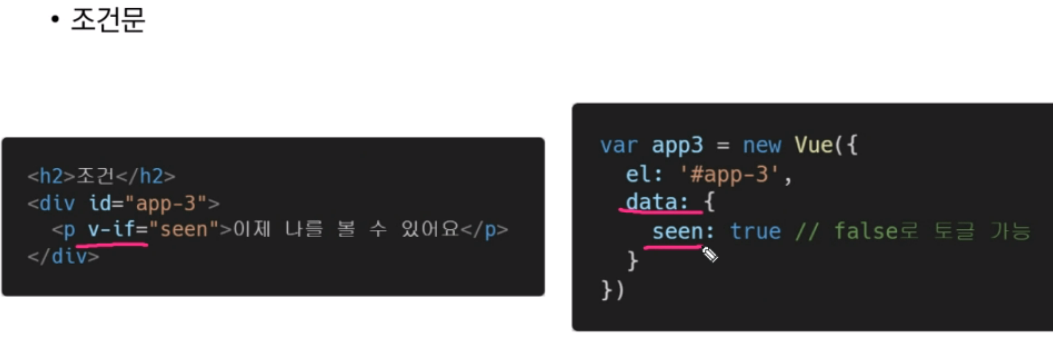 • 조건문
<h2>조건</h2>
<div id="app-3">
  <p v-if="seen">이제 나를 볼 수 있어요</p>
</div>
var app3 = new Vue({
  el: '#app-3',
  data: {
    seen: true // false로 토글 가능
  }
})